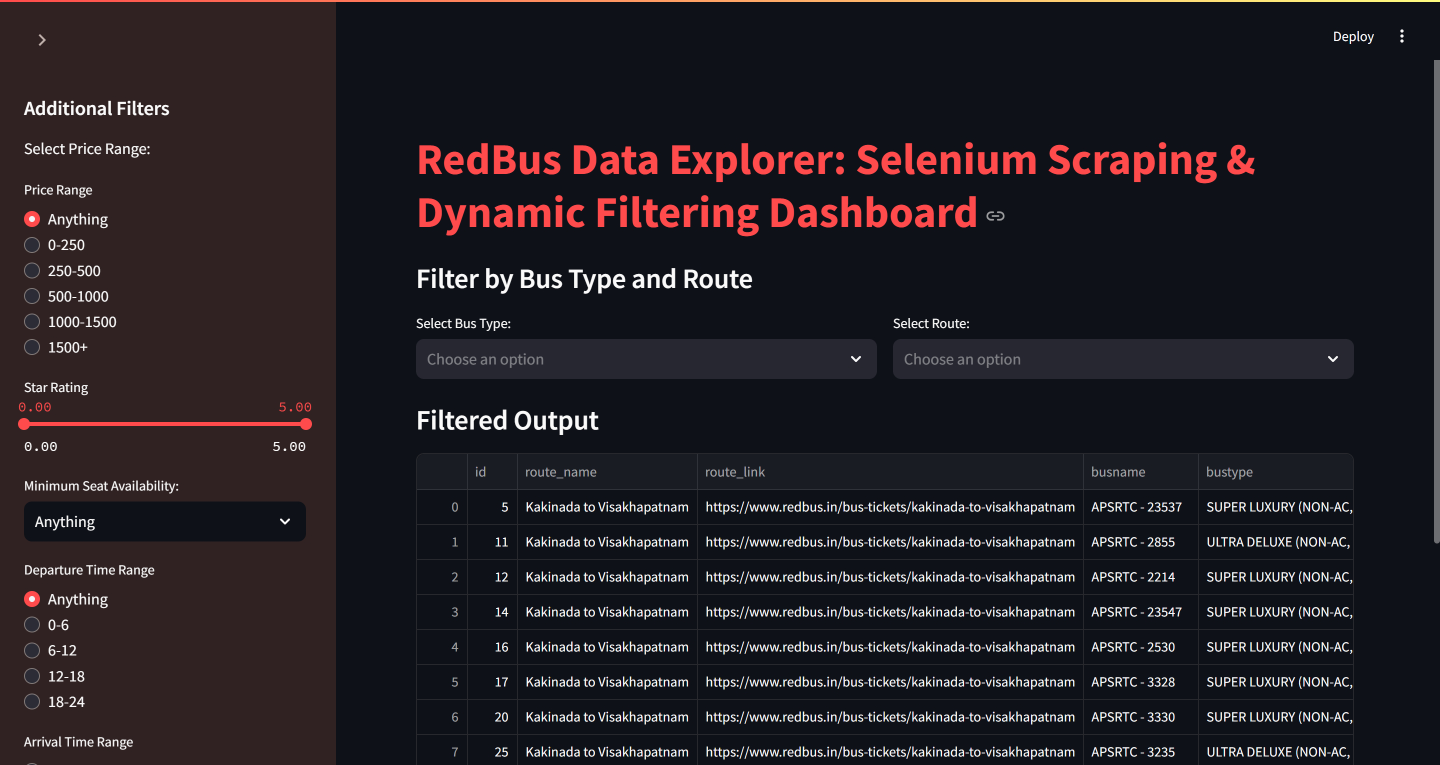 Deploy
Additional Filters
Select Price Range:
Price Range
Anything
0-250
250-500
500-1000
1000-1500
1500+
Star Rating
0.00 5.00
0.00 5.00
Minimum Seat Availability:
Anything
Departure Time Range
Anything
0-6
6-12
12-18
18-24
Arrival Time Range
RedBus Data Explorer: Selenium Scraping &
Dynamic Filtering Dashboard
Filter by Bus Type and Route
Select Bus Type: Select Route:
Choose an option Choose an option
Filtered Output
id route_name route_link busname bustype
0 5 Kakinada to Visakhapatnam https://www.redbus.in/bus-tickets/kakinada-to-visakhapatnam APSRTC - 23537 SUPER LUXURY (NON-AC,
1 11 Kakinada to Visakhapatnam https://www.redbus.in/bus-tickets/kakinada-to-visakhapatnam APSRTC - 2855 ULTRA DELUXE (NON-AC,
2 12 Kakinada to Visakhapatnam https://www.redbus.in/bus-tickets/kakinada-to-visakhapatnam APSRTC - 2214 SUPER LUXURY (NON-AC,
3 14 Kakinada to Visakhapatnam https://www.redbus.in/bus-tickets/kakinada-to-visakhapatnam APSRTC - 23547 SUPER LUXURY (NON-AC,
4 16 Kakinada to Visakhapatnam https://www.redbus.in/bus-tickets/kakinada-to-visakhapatnam APSRTC - 2530 SUPER LUXURY (NON-AC,
5 17 Kakinada to Visakhapatnam https://www.redbus.in/bus-tickets/kakinada-to-visakhapatnam APSRTC - 3328 SUPER LUXURY (NON-AC,
6 20 Kakinada to Visakhapatnam https://www.redbus.in/bus-tickets/kakinada-to-visakhapatnam APSRTC - 3330 SUPER LUXURY (NON-AC,
7 25 Kakinada to Visakhapatnam https://www.redbus.in/bus-tickets/kakinada-to-visakhapatnam APSRTC - 3235 ULTRA DELUXE (NON-AC,